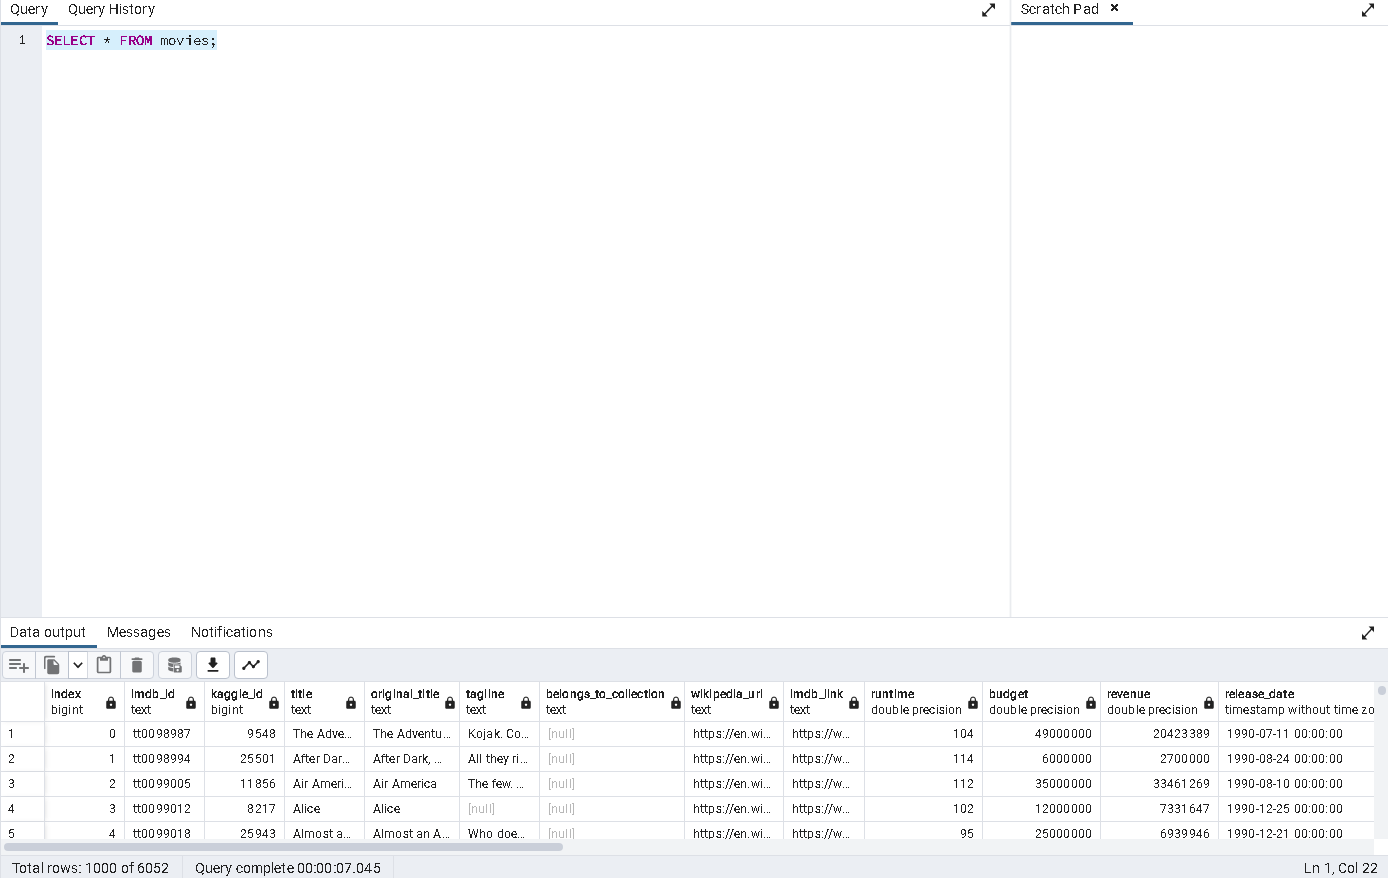 Query Query History Scratch Pad ×
1 SELECT * FROM movies;
Data output Messages Notifications
index imdb_id kaggle_id title original_title tagline belongs_to_collection wikipedia_url imdb_link runtime budget revenue release_date
bigint text bigint text text text text text text double precision double precision double precision timestamp without time zo
1 0 tt0098987 9548 The Adve... The Adventu... Kojak. Co... [null] https://en.wi... https://w... 104 49000000 20423389 1990-07-11 00:00:00
2 1 tt0098994 25501 After Dar... After Dark, ... All they ri... [null] https://en.wi... https://w... 114 6000000 2700000 1990-08-24 00:00:00
3 2 tt0099005 11856 Air Ameri... Air America The few. ... [null] https://en.wi... https://w... 112 35000000 33461269 1990-08-10 00:00:00
4 3 tt0099012 8217 Alice Alice [null] [null] https://en.wi... https://w... 102 12000000 7331647 1990-12-25 00:00:00
5 4 tt0099018 25943 Almost a... Almost an A... Who doe... [null] https://en.wi... https://w... 95 25000000 6939946 1990-12-21 00:00:00
Total rows: 1000 of 6052 Query complete 00:00:07.045 Ln 1, Col 22